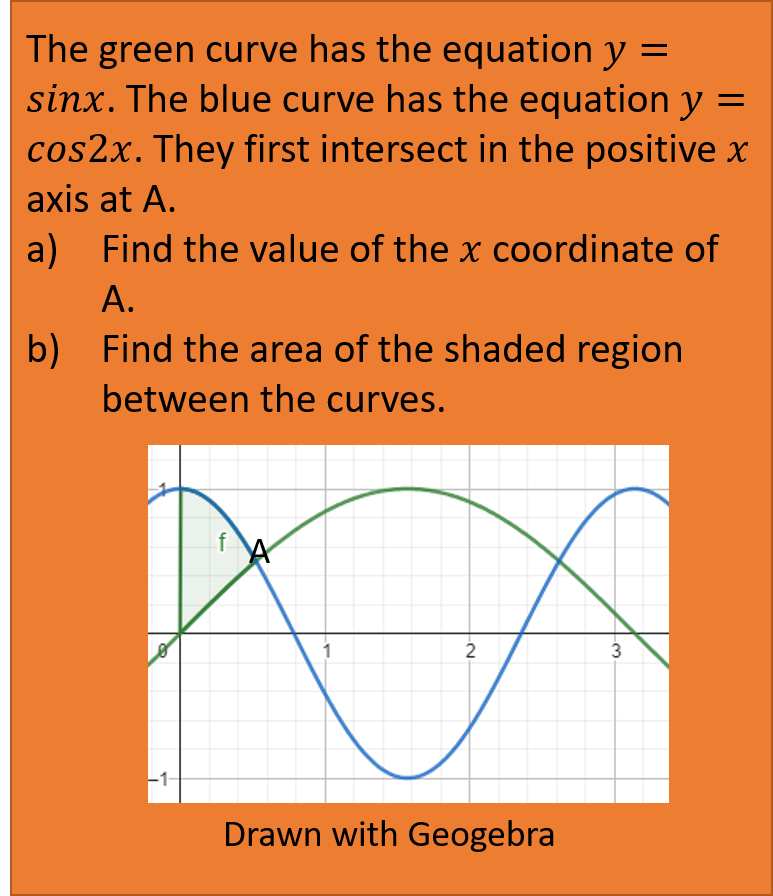 The green curve has the equation 𝑦 =
𝑠𝑖𝑛𝑥. The blue curve has the equation 𝑦 =
𝑐𝑜𝑠2𝑥. They first intersect in the positive 𝑥
axis at A.
a) Find the value of the 𝑥 coordinate of
A.
b) Find the area of the shaded region
between the curves.
1
f A
0 1 2 3
–1
Drawn with Geogebra